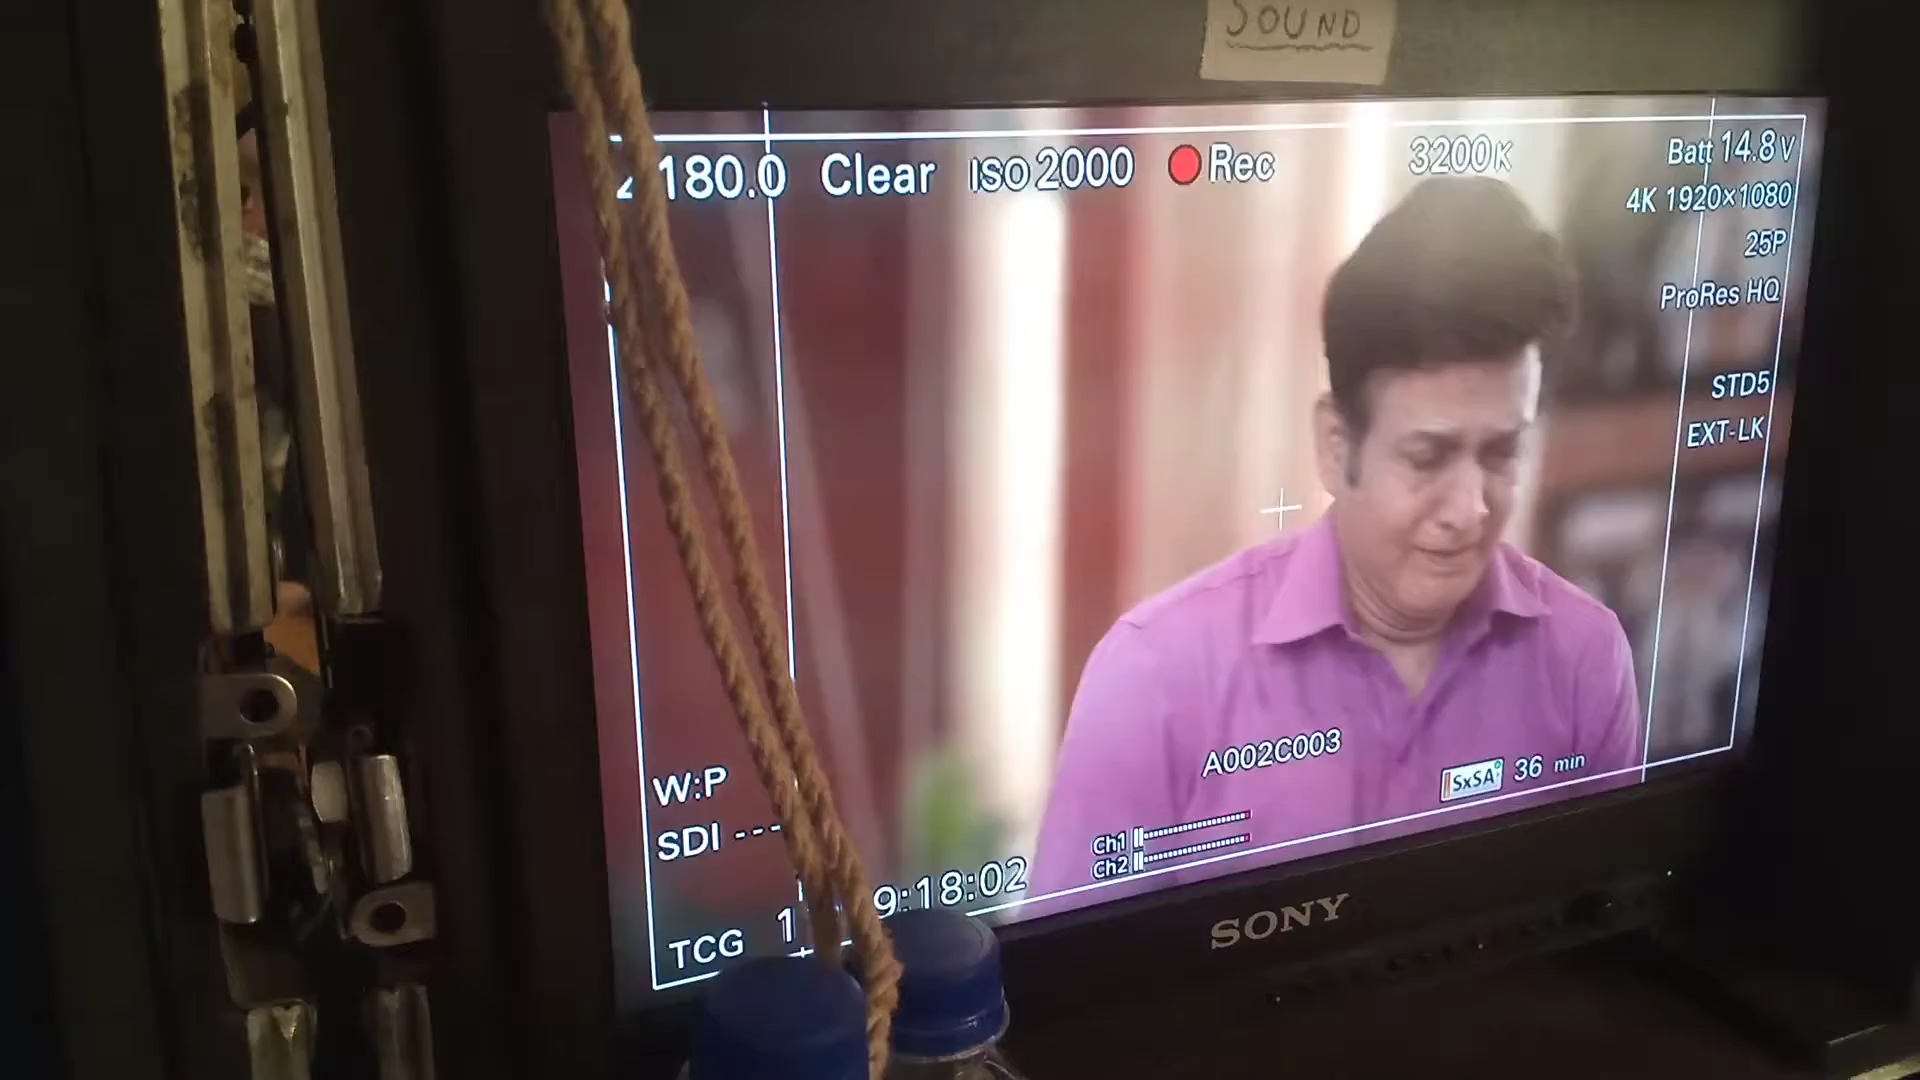 SOUND
180.0 Clear ISO 2000 Rec 3200K Batt 14.8V
4K 1920×1080
25P
ProRes HQ
STD5
EXT-LK
A002C003
W:P
SxSA 36 min
SDI ---
Ch1
Ch2
TCG 1 9:18:02
SONY